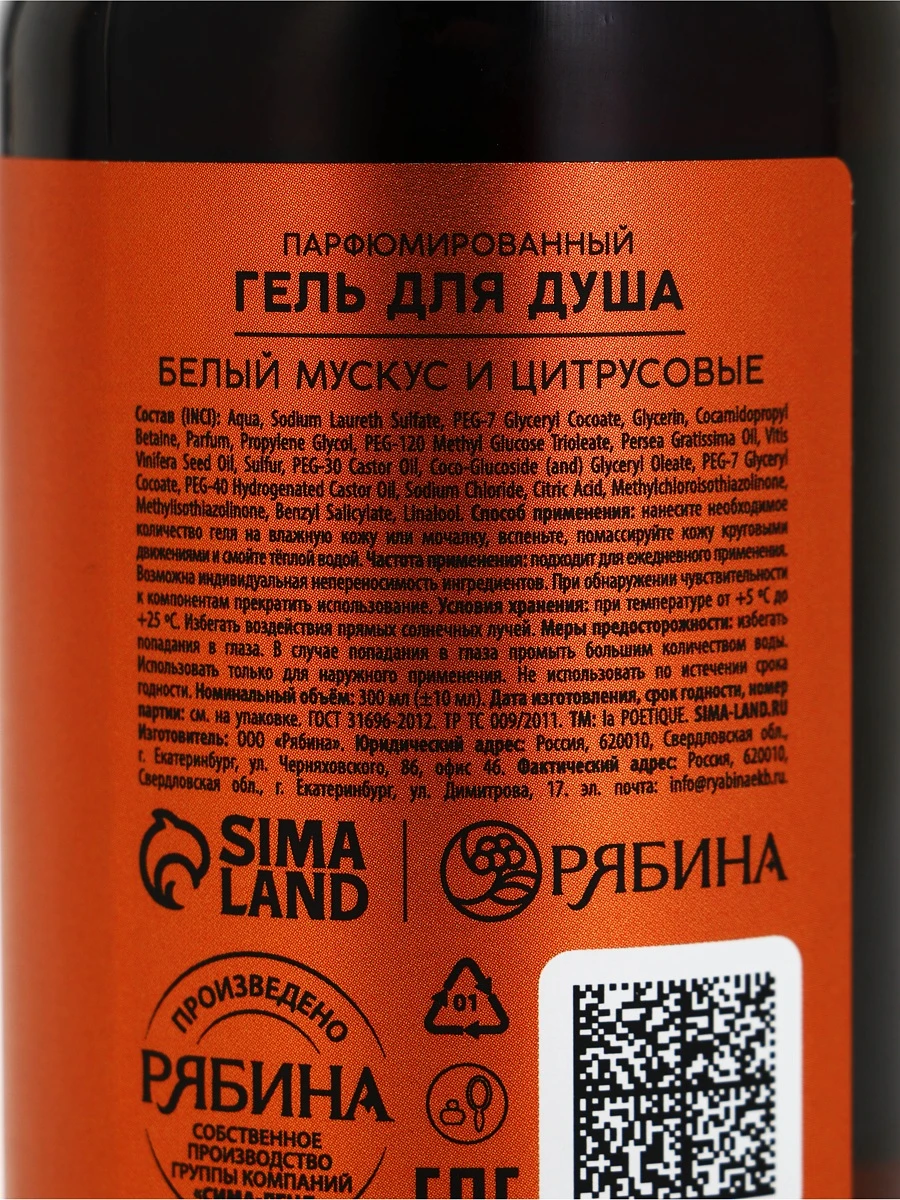 ПАРФЮМИРОВАННЫЙ
ГЕЛЬ ДЛЯ ДУША
БЕЛЫЙ МУСКУС И ЦИТРУСОВЫЕ
Состав (INCI): Aqua, Sodium Laureth Sulfate, PEG-7 Glyceryl Cocoate, Glycerin, Cocamidopropyl
Betaine, Parfum, Propylene Glycol, PEG-120 Methyl Glucose Trioleate, Persea Gratissima Oil, Vitis
Vinifera Seed Oil, Sulfur, PEG-30 Castor Oil, Coco-Glucoside (and) Glyceryl Oleate, PEG-7 Glyceryl
Cocoate, PEG-40 Hydrogenated Castor Oil, Sodium Chloride, Citric Acid, Methylchloroisothiazolinone,
Methylisothiazolinone, Benzyl Salicylate, Linalool. Способ применения: нанесите необходимое
количество геля на влажную кожу или мочалку, вспеньте, помассируйте кожу круговыми
движениями и смойте тёплой водой. Частота применения: подходит для ежедневного применения.
Возможна индивидуальная непереносимость ингредиентов. При обнаружении чувствительности
к компонентам прекратить использование. Условия хранения: при температуре от +5 ºC до
+25 ºC. Избегать воздействия прямых солнечных лучей. Меры предосторожности: избегать
попадания в глаза. В случае попадания в глаза промыть большим количеством воды.
Использовать только для наружного применения. Не использовать по истечении срока
годности. Номинальный объём: 300 мл (±10 мл). Дата изготовления, срок годности, номер
партии: см. на упаковке. ГОСТ 31696-2012. ТР ТС 009/2011. ТМ: la POETIQUE. SIMA-LAND.RU
Изготовитель: ООО «Рябина». Юридический адрес: Россия, 620010, Свердловская обл.,
г. Екатеринбург, ул. Черняховского, 86, офис 46. Фактический адрес: Россия, 620010,
Свердловская обл., г. Екатеринбург, ул. Димитрова, 17. эл. почта: info@ryabinaekb.ru.
SIMA
LAND
РЯБИНА
ПРОИЗВЕДЕНО
РЯБИНА
СОБСТВЕННОЕ
ПРОИЗВОДСТВО
ГРУППЫ КОМПАНИЙ
«СИМА-ЛЕНД
01